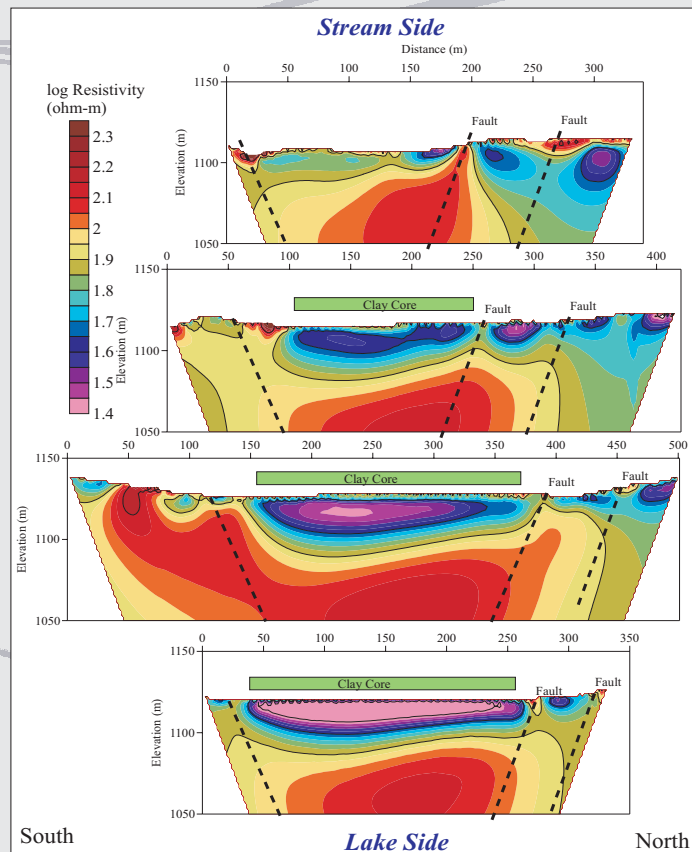 Stream Side
Distance (m)
0 50 100 150 200 250 300
log Resistivity
(ohm-m)
2.3
2.2
2.1
2
1.9
1.8
1.7
1.6
1.5
1.4
1150
1100
1050
Elevation (m)
Fault
Fault
50 100 150 200 250 300 350 400
1150
1100
1050
Elevation (m)
Clay Core
Fault
Fault
0 50 100 150 200 250 300 350 400 450 500
1150
1100
1050
Elevation (m)
Clay Core
Fault
Fault
0 50 100 150 200 250 300 350
1150
1100
1050
Elevation (m)
Clay Core
Fault
Fault
South
Lake Side
North